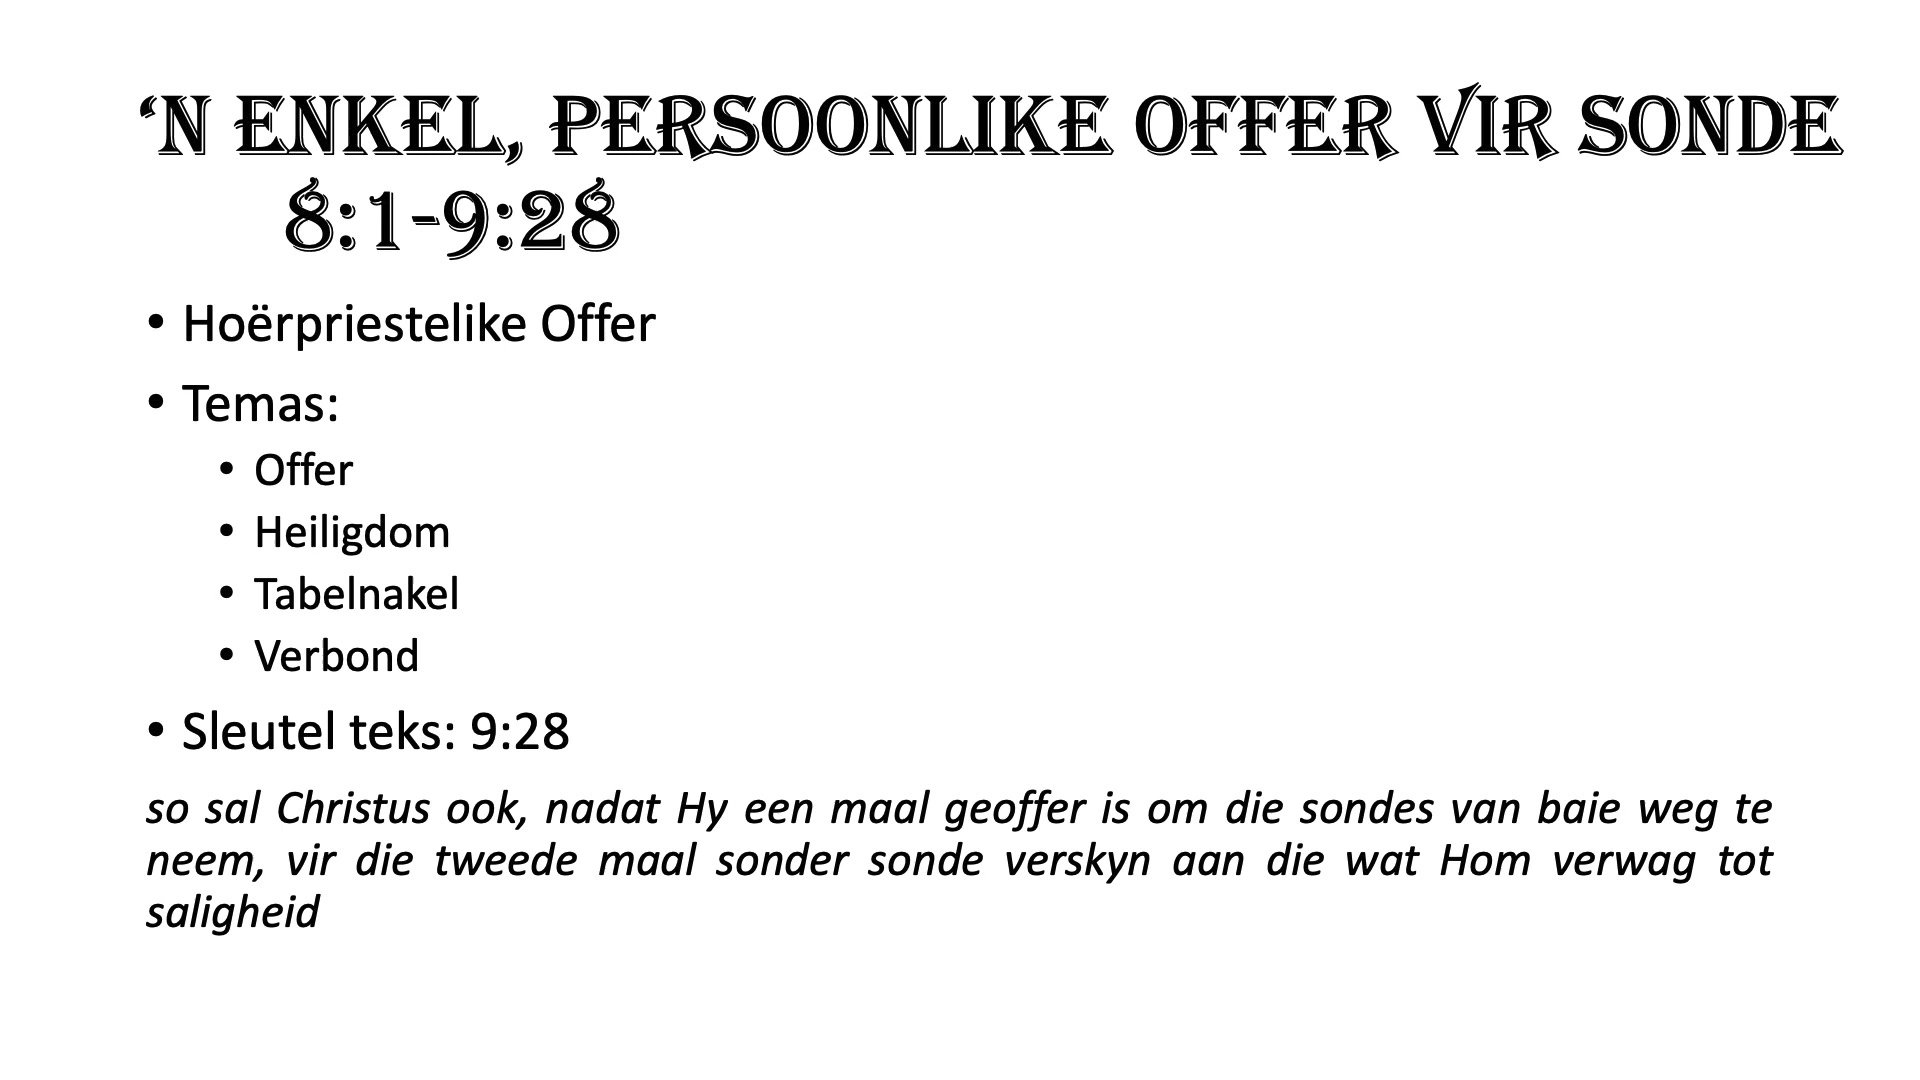 ‘N ENKEL, PERSOONLIKE OFFER VIR SONDE
8:1-9:28
• Hoërpriestelike Offer
• Temas:
• Offer
• Heiligdom
• Tabelnakel
• Verbond
• Sleutel teks: 9:28
so sal Christus ook, nadat Hy een maal geoffer is om die sondes van baie weg te
neem, vir die tweede maal sonder sonde verskyn aan die wat Hom verwag tot
saligheid